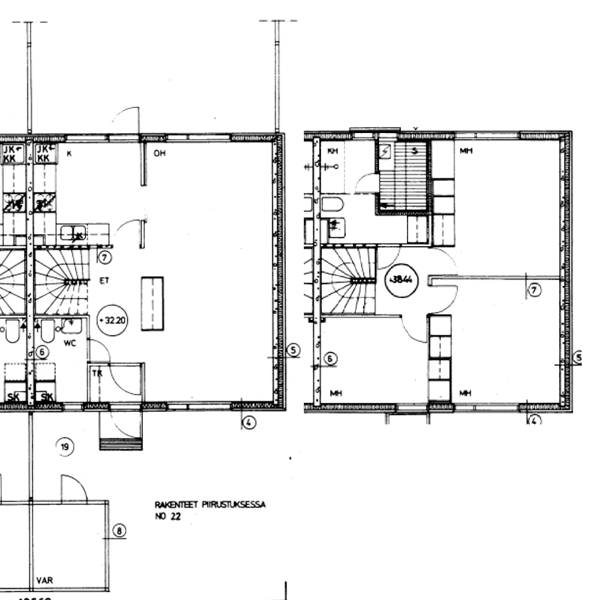 JK
KK
JK
KK
K
OH
KH
S
MH
7
ET
+32.20
+38.44
7
WC
6
5
6
5
TK
SK
SK
MH
MH
4
4
19
RAKENTEET PIIRUSTUKSESSA
NO 22
8
VAR